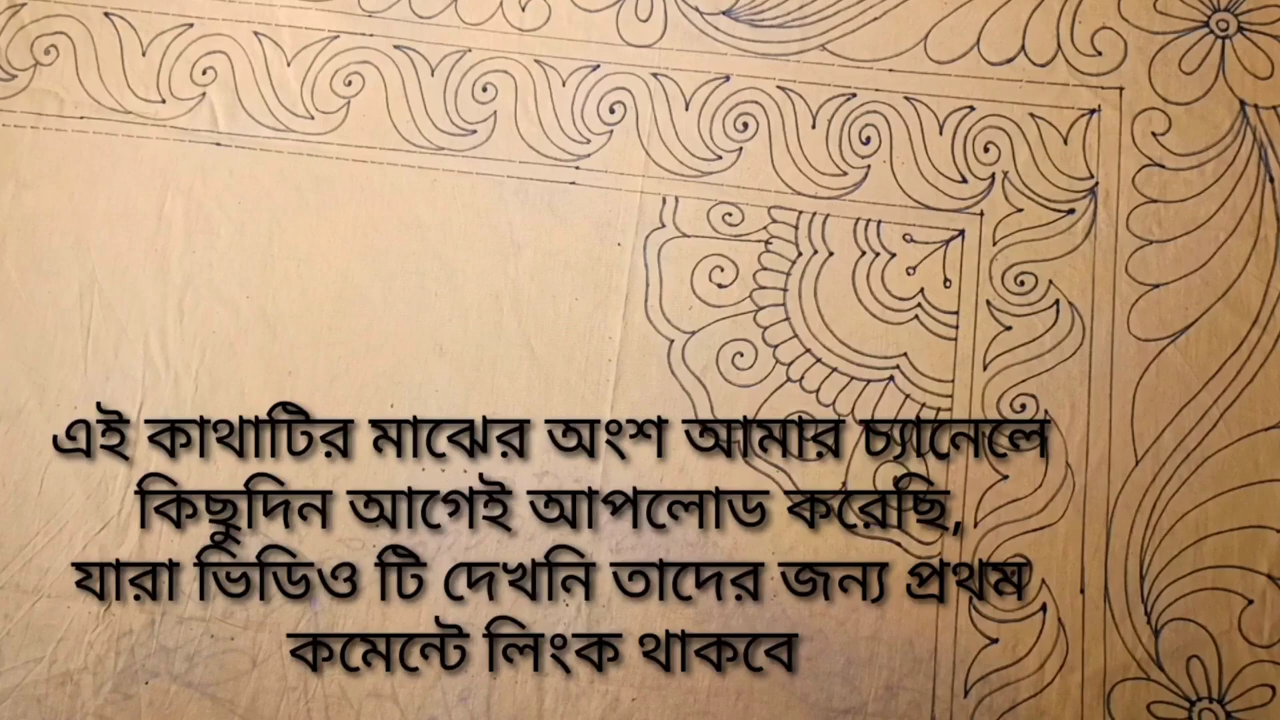 এই কাথাটির মাঝের অংশ আমার চ্যানেলে
কিছুদিন আগেই আপলোড করেছি,
যারা ভিডিও টি দেখনি তাদের জন্য প্রথম
কমেন্টে লিংক থাকবে